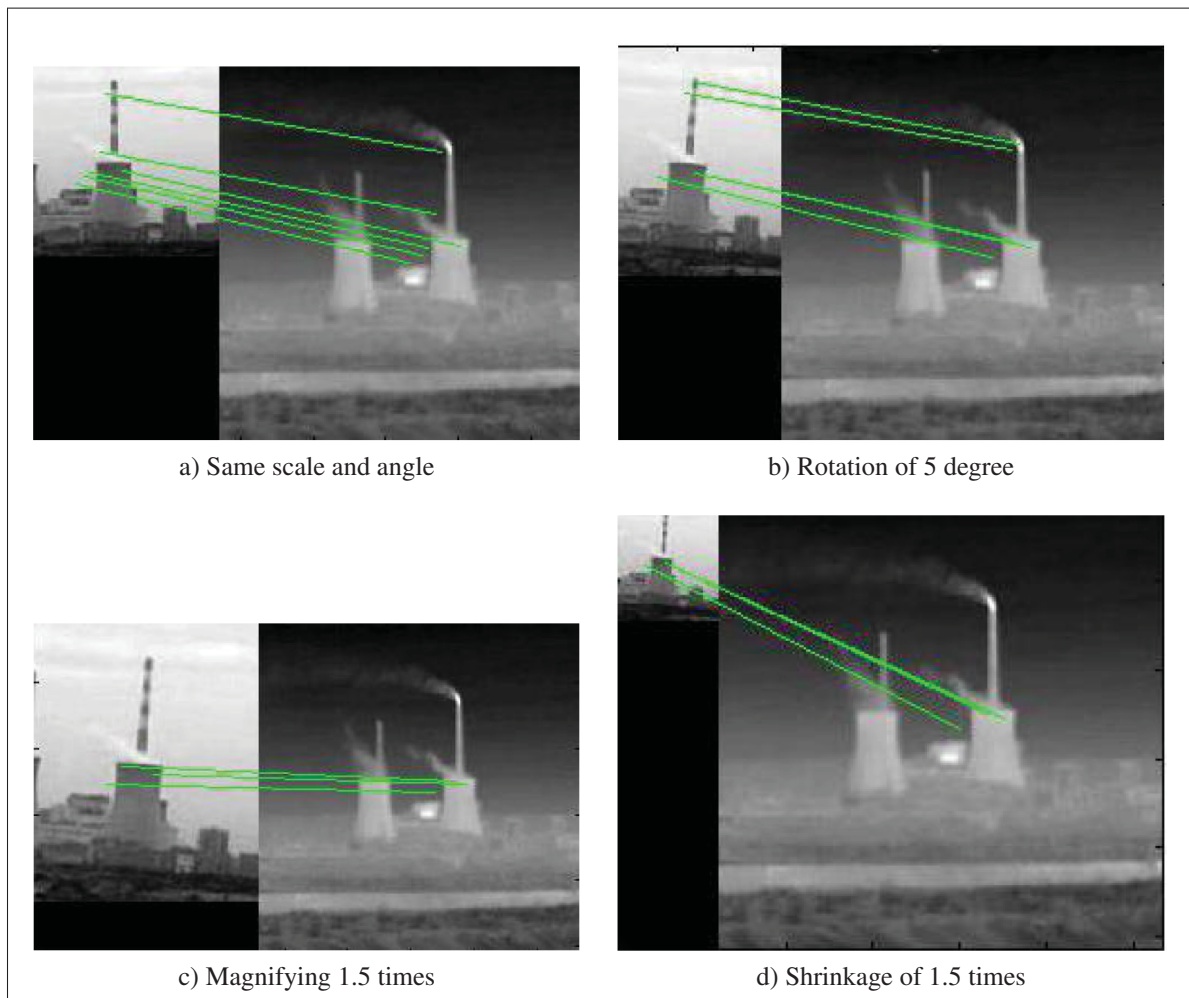 a) Same scale and angle
b) Rotation of 5 degree
c) Magnifying 1.5 times
d) Shrinkage of 1.5 times